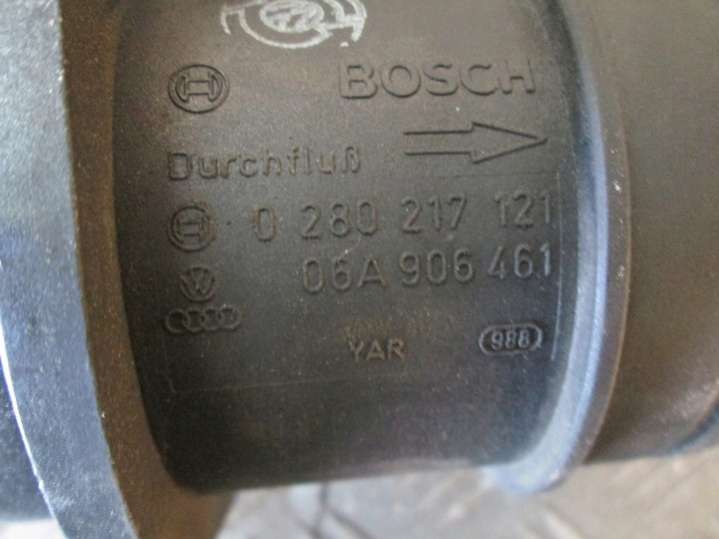 BOSCH
Durchfluß
0 280 217 121
06A 906 461
YAR
988